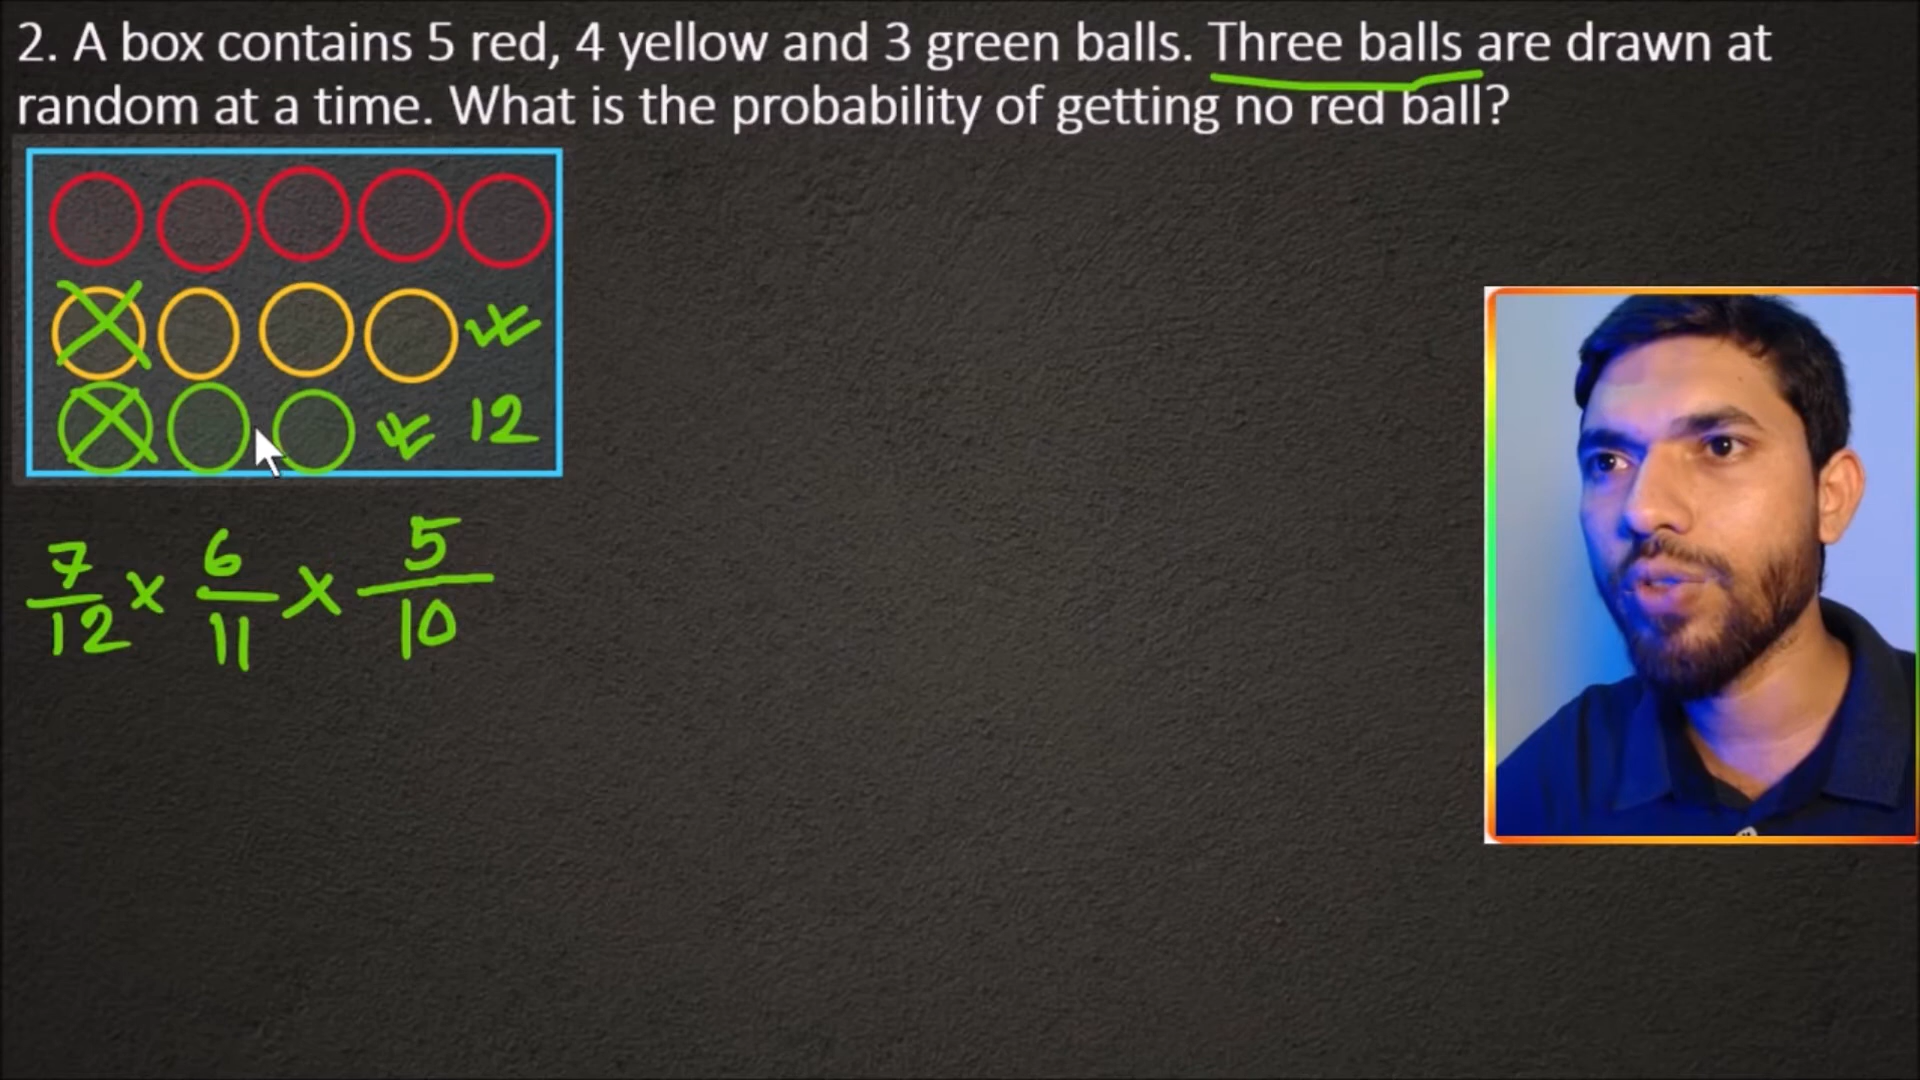 2. A box contains 5 red, 4 yellow and 3 green balls. Three balls are drawn at
random at a time. What is the probability of getting no red ball?
12
7/12 x 6/11 x 5/10